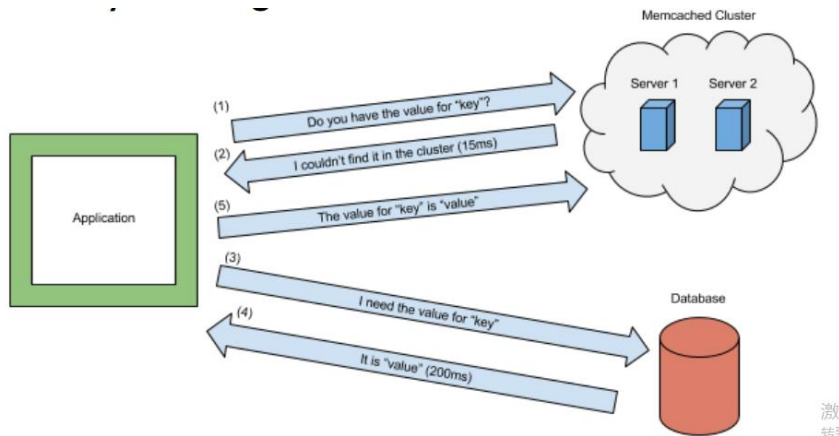 Memcached Cluster
Server 1
Server 2
(1)
Do you have the value for "key"?
(2)
I couldn't find it in the cluster (15ms)
(5)
The value for "key" is "value"
Application
(3)
I need the value for "key"
(4)
It is "value" (200ms)
Database
激